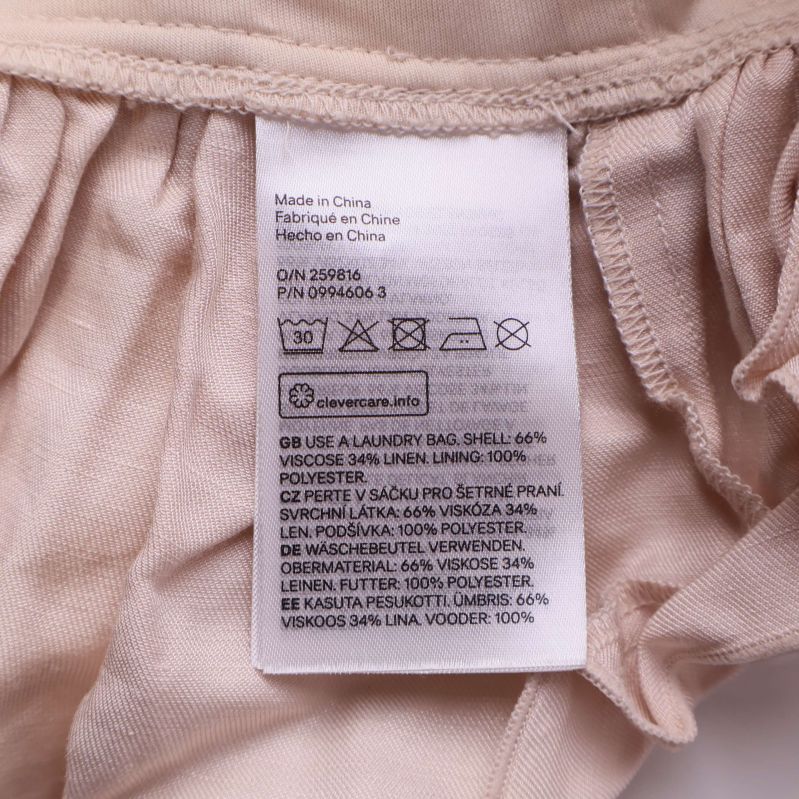 Made in China
Fabriqué en Chine
Hecho en China
O/N 259816
P/N 0994606 3
30
clevercare.info
GB USE A LAUNDRY BAG. SHELL: 66%
VISCOSE 34% LINEN. LINING: 100%
POLYESTER.
CZ PERTE V SÁČKU PRO ŠETRNÉ PRANÍ.
SVRCHNÍ LÁTKA: 66% VISKÓZA 34%
LEN. PODŠÍVKA: 100% POLYESTER.
DE WÄSCHEBEUTEL VERWENDEN.
OBERMATERIAL: 66% VISKOSE 34%
LEINEN. FUTTER: 100% POLYESTER.
EE KASUTA PESUKOTTI. ÜMBRIS: 66%
VISKOOS 34% LINA. VOODER: 100%